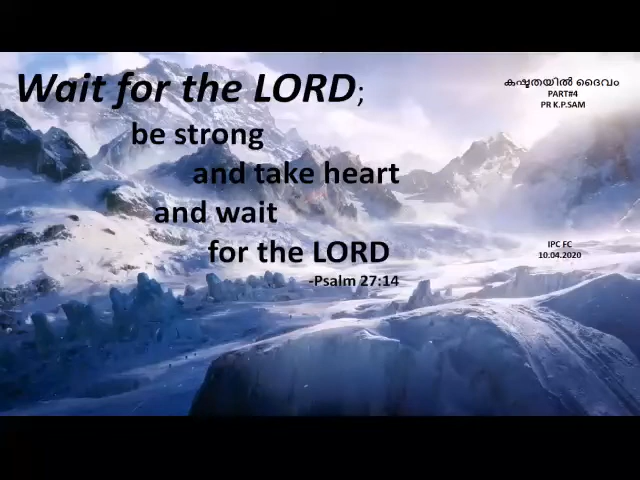 Wait for the LORD;
be strong
and take heart
and wait
for the LORD
-Psalm 27:14
കഷ്ടതയിൽ ദൈവം
PART#4
PR K.P.SAM
IPC FC
10.04.2020